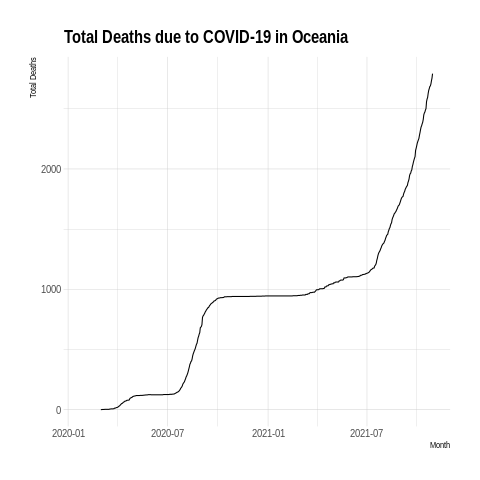 Total Deaths due to COVID-19 in Oceania
Total Deaths
2000
1000
0
2020-01 2020-07 2021-01 2021-07
Month